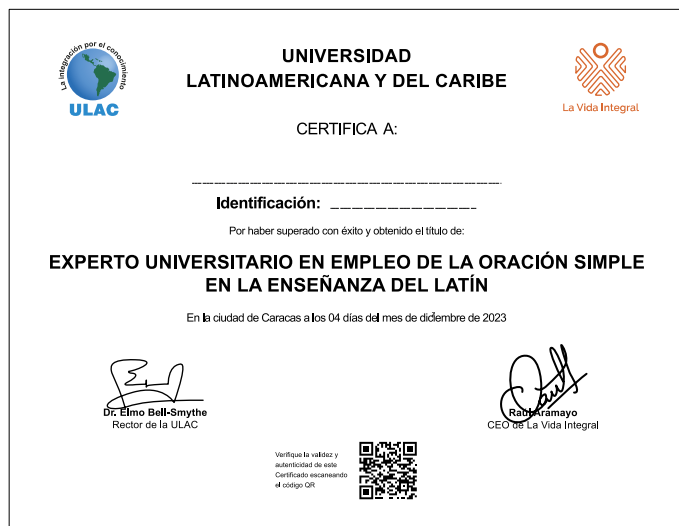 La integración por el conocimiento
ULAC
UNIVERSIDAD
LATINOAMERICANA Y DEL CARIBE
La Vida Integral
CERTIFICA A:
Identificación:
Por haber superado con éxito y obtenido el título de:
EXPERTO UNIVERSITARIO EN EMPLEO DE LA ORACIÓN SIMPLE
EN LA ENSEÑANZA DEL LATÍN
En la ciudad de Caracas a los 04 días del mes de diciembre de 2023
Dr. Elmo Bell-Smythe
Rector de la ULAC
Raúl Aramayo
CEO de La Vida Integral
Verifique la validez y
autenticidad de este
Certificado escaneando
el código QR